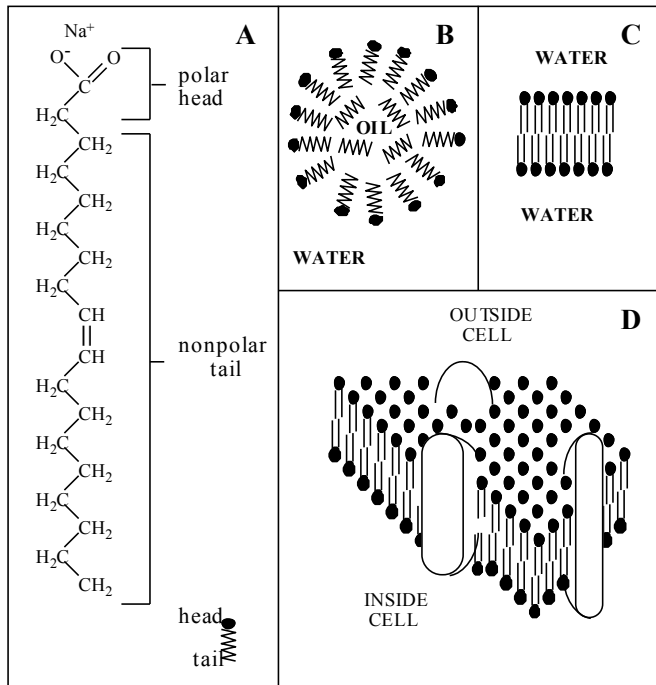 A
Na⁺
O⁻ O
C
polar
head
H₂C
CH₂
H₂C
CH₂
H₂C
CH₂
H₂C
CH
CH
nonpolar
tail
H₂C
CH₂
H₂C
CH₂
H₂C
CH₂
H₂C
CH₂
head
tail
B
OIL
WATER
C
WATER
WATER
D
OUTSIDE
CELL
INSIDE
CELL